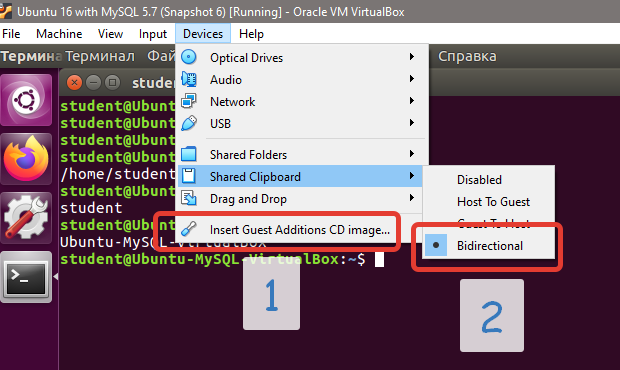 Ubuntu 16 with MySQL 5.7 (Snapshot 6) [Running] - Oracle VM VirtualBox
File Machine View Input Devices Help
Термина Терминал Фай Справка
Optical Drives
Audio
Network
USB
Shared Folders
Shared Clipboard
Drag and Drop
Insert Guest Additions CD image...
Disabled
Host To Guest
Guest To Host
Bidirectional
stude
student@Ubunt
student@Ubunt
student@Ubunt
student@Ubunt
/home/student
student@Ubunt
student
student@Ubunt
Ubuntu-MySQL-VirtualBox
student@Ubuntu-MySQL-VirtualBox:~$
1
2